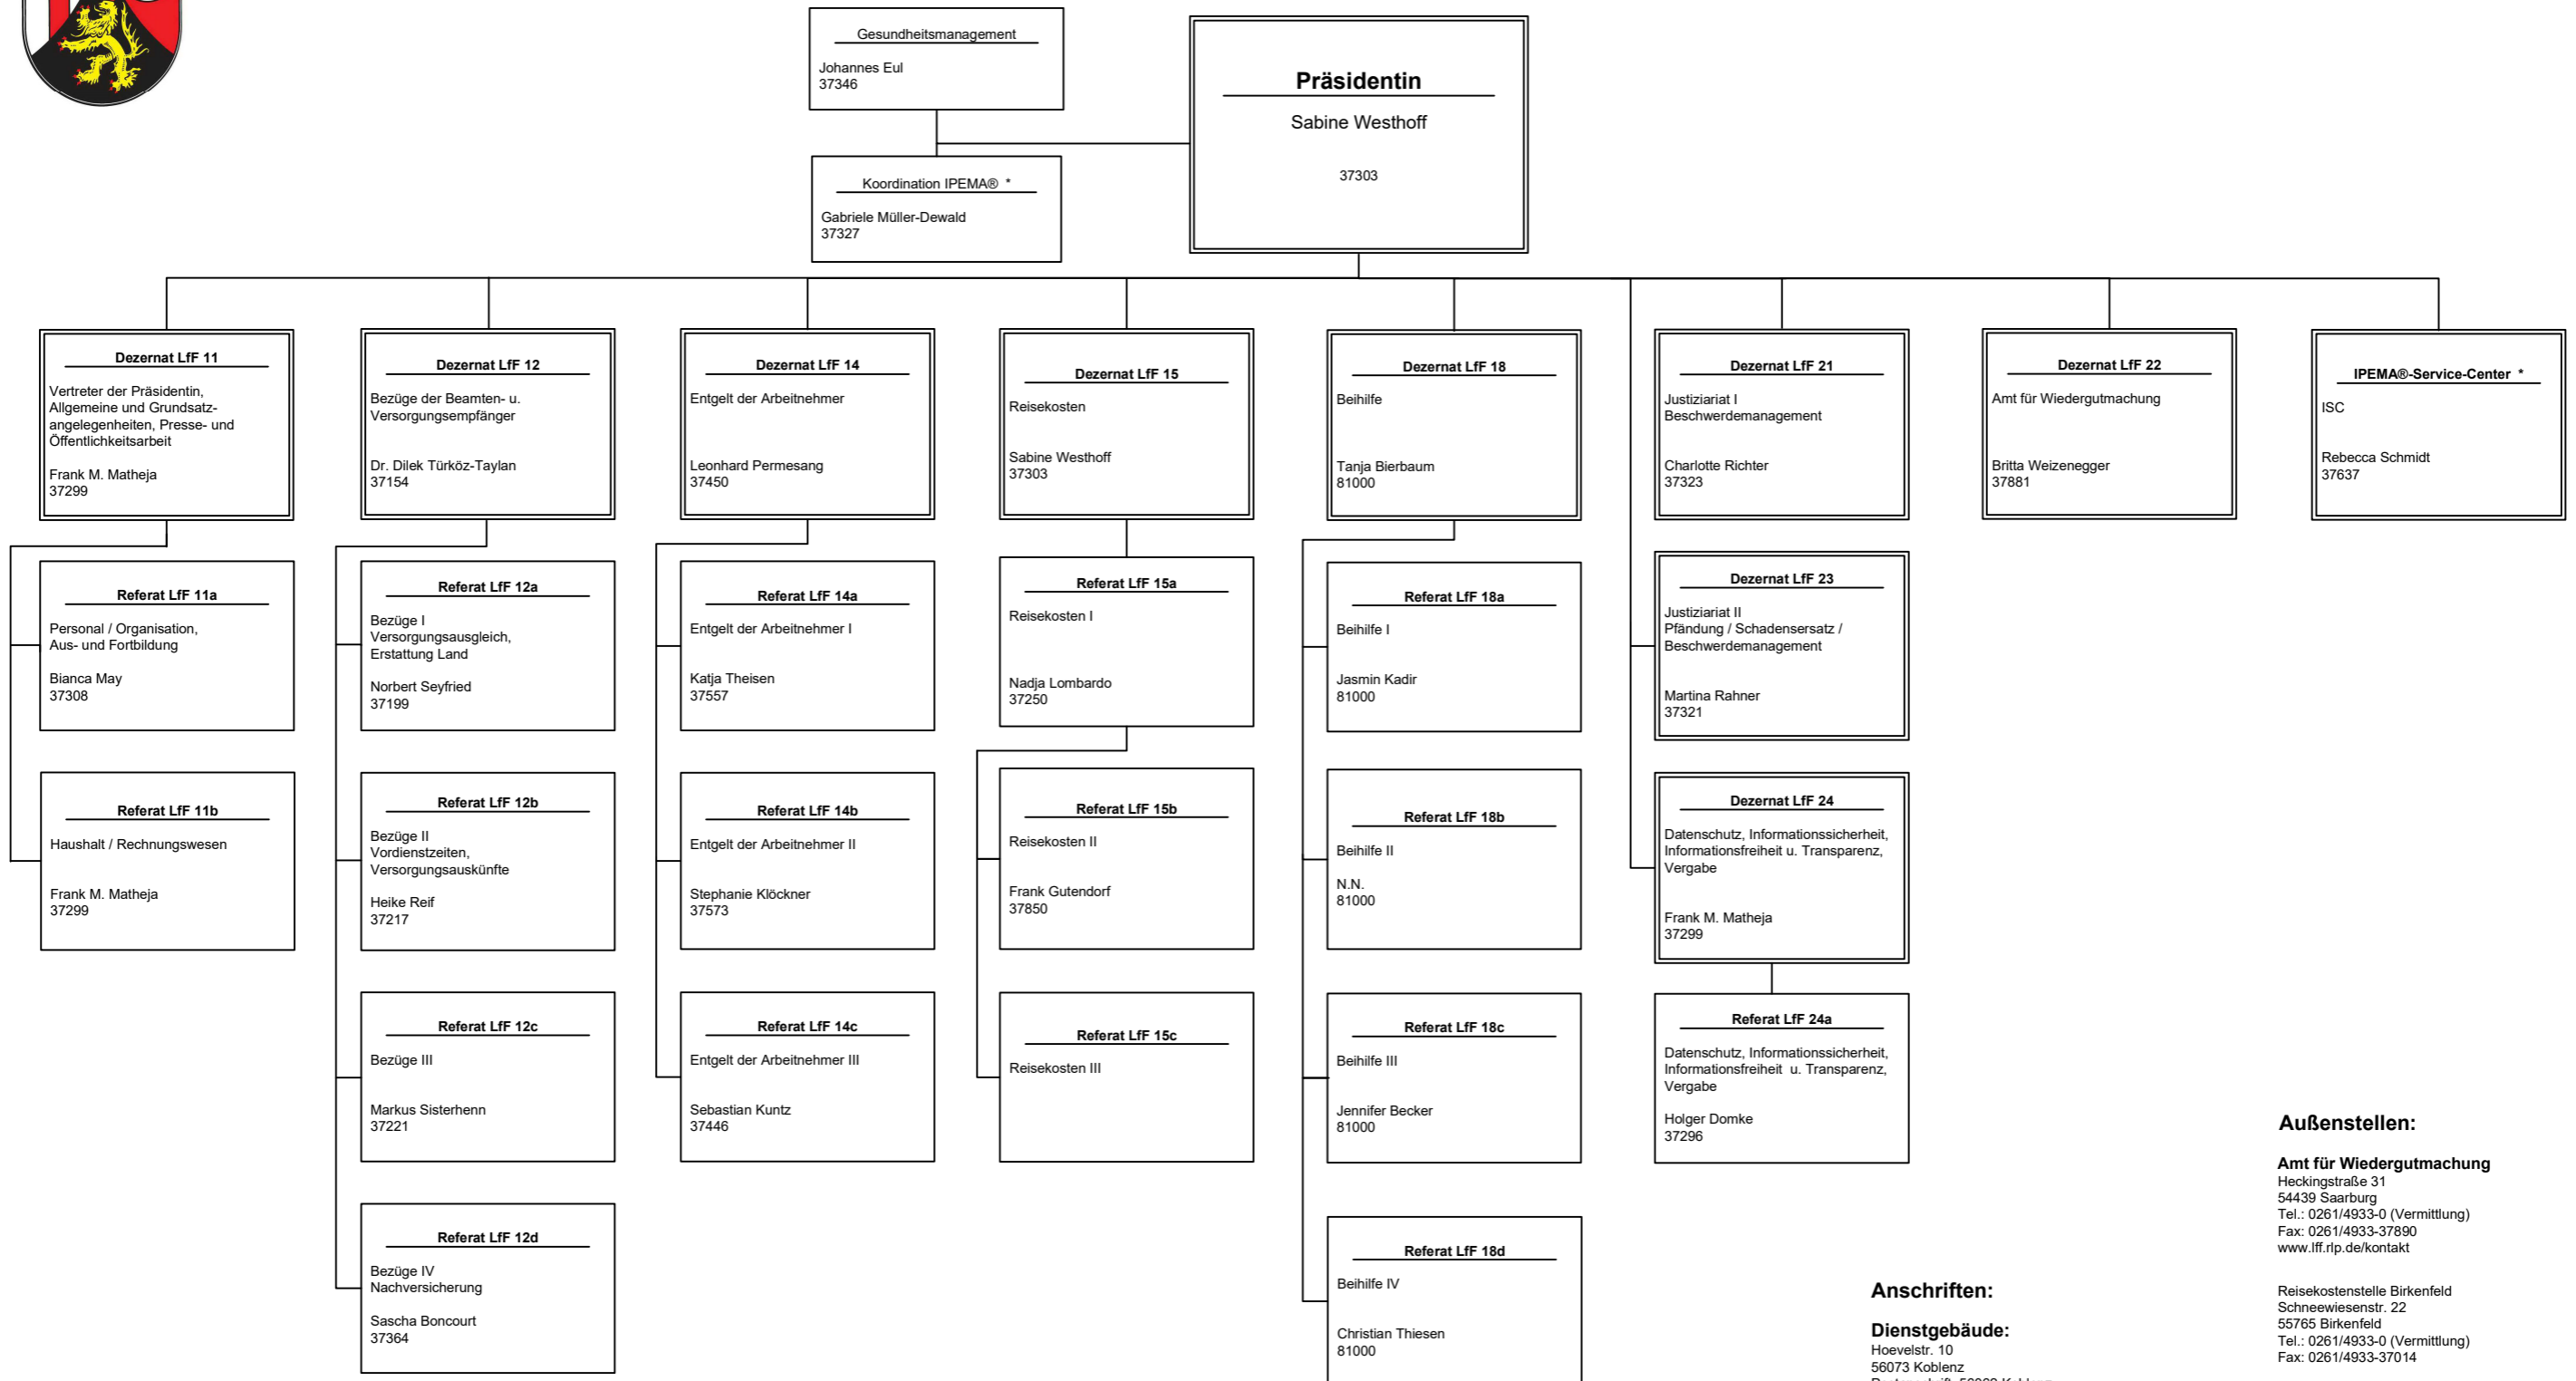 Gesundheitsmanagement
Johannes Eul
37346
Präsidentin
Sabine Westhoff
37303
Koordination IPEMA® *
Gabriele Müller-Dewald
37327
Dezernat LfF 11
Vertreter der Präsidentin,
Allgemeine und Grundsatz-
angelegenheiten, Presse- und
Öffentlichkeitsarbeit
Frank M. Matheja
37299
Dezernat LfF 12
Bezüge der Beamten- u.
Versorgungsempfänger
Dr. Dilek Türköz-Taylan
37154
Dezernat LfF 14
Entgelt der Arbeitnehmer
Leonhard Permesang
37450
Dezernat LfF 15
Reisekosten
Sabine Westhoff
37303
Dezernat LfF 18
Beihilfe
Tanja Bierbaum
81000
Dezernat LfF 21
Justiziariat I
Beschwerdemanagement
Charlotte Richter
37323
Dezernat LfF 22
Amt für Wiedergutmachung
Britta Weizenegger
37881
IPEMA®-Service-Center *
ISC
Rebecca Schmidt
37637
Referat LfF 11a
Personal / Organisation,
Aus- und Fortbildung
Bianca May
37308
Referat LfF 12a
Bezüge I
Versorgungsausgleich,
Erstattung Land
Norbert Seyfried
37199
Referat LfF 14a
Entgelt der Arbeitnehmer I
Katja Theisen
37557
Referat LfF 15a
Reisekosten I
Nadja Lombardo
37250
Referat LfF 18a
Beihilfe I
Jasmin Kadir
81000
Dezernat LfF 23
Justiziariat II
Pfändung / Schadensersatz /
Beschwerdemanagement
Martina Rahner
37321
Referat LfF 11b
Haushalt / Rechnungswesen
Frank M. Matheja
37299
Referat LfF 12b
Bezüge II
Vordienstzeiten,
Versorgungsauskünfte
Heike Reif
37217
Referat LfF 14b
Entgelt der Arbeitnehmer II
Stephanie Klöckner
37573
Referat LfF 15b
Reisekosten II
Frank Gutendorf
37850
Referat LfF 18b
Beihilfe II
N.N.
81000
Dezernat LfF 24
Datenschutz, Informationssicherheit,
Informationsfreiheit u. Transparenz,
Vergabe
Frank M. Matheja
37299
Referat LfF 12c
Bezüge III
Markus Sisterhenn
37221
Referat LfF 14c
Entgelt der Arbeitnehmer III
Sebastian Kuntz
37446
Referat LfF 15c
Reisekosten III
Referat LfF 18c
Beihilfe III
Jennifer Becker
81000
Referat LfF 24a
Datenschutz, Informationssicherheit,
Informationsfreiheit u. Transparenz,
Vergabe
Holger Domke
37296
Referat LfF 12d
Bezüge IV
Nachversicherung
Sascha Boncourt
37364
Referat LfF 18d
Beihilfe IV
Christian Thiesen
81000
Anschriften:
Dienstgebäude:
Hoevelstr. 10
56073 Koblenz
Außenstellen:
Amt für Wiedergutmachung
Heckingstraße 31
54439 Saarburg
Tel.: 0261/4933-0 (Vermittlung)
Fax: 0261/4933-37890
www.lff.rlp.de/kontakt
Reisekostenstelle Birkenfeld
Schneewiesenstr. 22
55765 Birkenfeld
Tel.: 0261/4933-0 (Vermittlung)
Fax: 0261/4933-37014